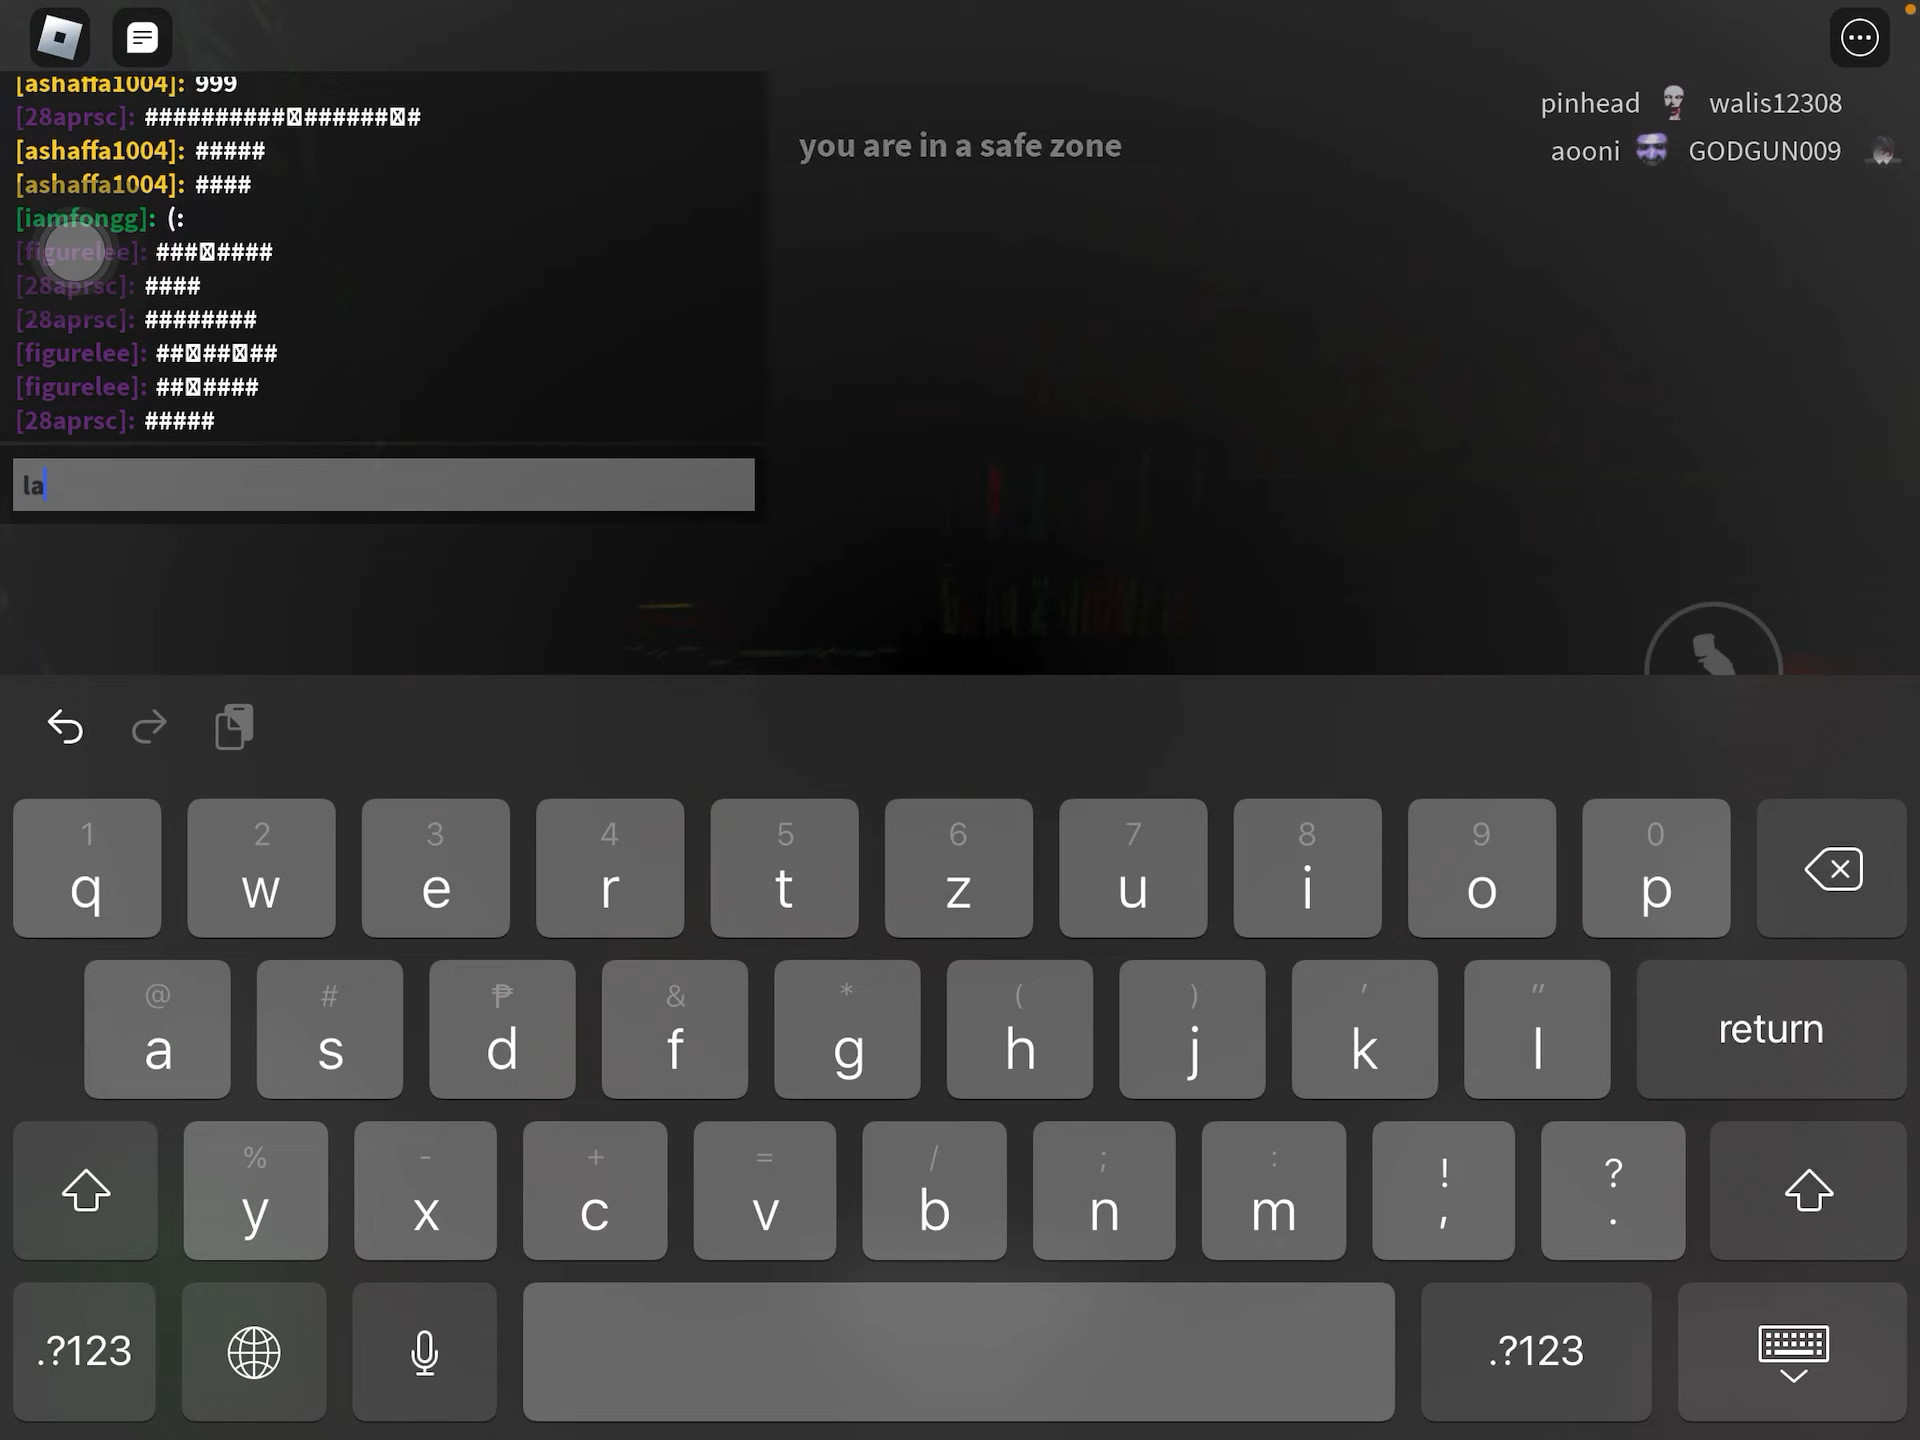 [ashaffa1004]: 999
[28aprsc]: ##########☒######☒#
[ashaffa1004]: #####
[ashaffa1004]: ####
[iamfongg]: (:
[figurelee]: ###☒####
[28aprsc]: ####
[28aprsc]: ########
[figurelee]: ##☒##☒##
[figurelee]: ##☒####
[28aprsc]: #####
la
you are in a safe zone
pinhead walis12308
aooni GODGUN009
1 2 3 4 5 6 7 8 9 0
q w e r t z u i o p
@ # ₱ & * ( ) ' "
a s d f g h j k l return
% - + = / ; : ! ?
y x c v b n m , .
.?123 .?123